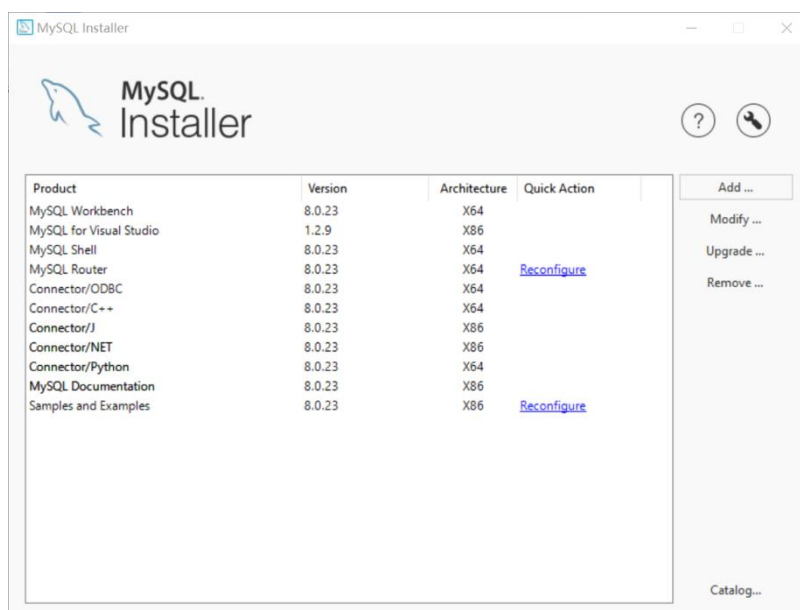 MySQL Installer
MySQL.
Installer
?
Product Version Architecture Quick Action
MySQL Workbench 8.0.23 X64
MySQL for Visual Studio 1.2.9 X86
MySQL Shell 8.0.23 X64
MySQL Router 8.0.23 X64 Reconfigure
Connector/ODBC 8.0.23 X64
Connector/C++ 8.0.23 X64
Connector/J 8.0.23 X86
Connector/NET 8.0.23 X86
Connector/Python 8.0.23 X64
MySQL Documentation 8.0.23 X86
Samples and Examples 8.0.23 X86 Reconfigure
Add ...
Modify ...
Upgrade ...
Remove ...
Catalog...